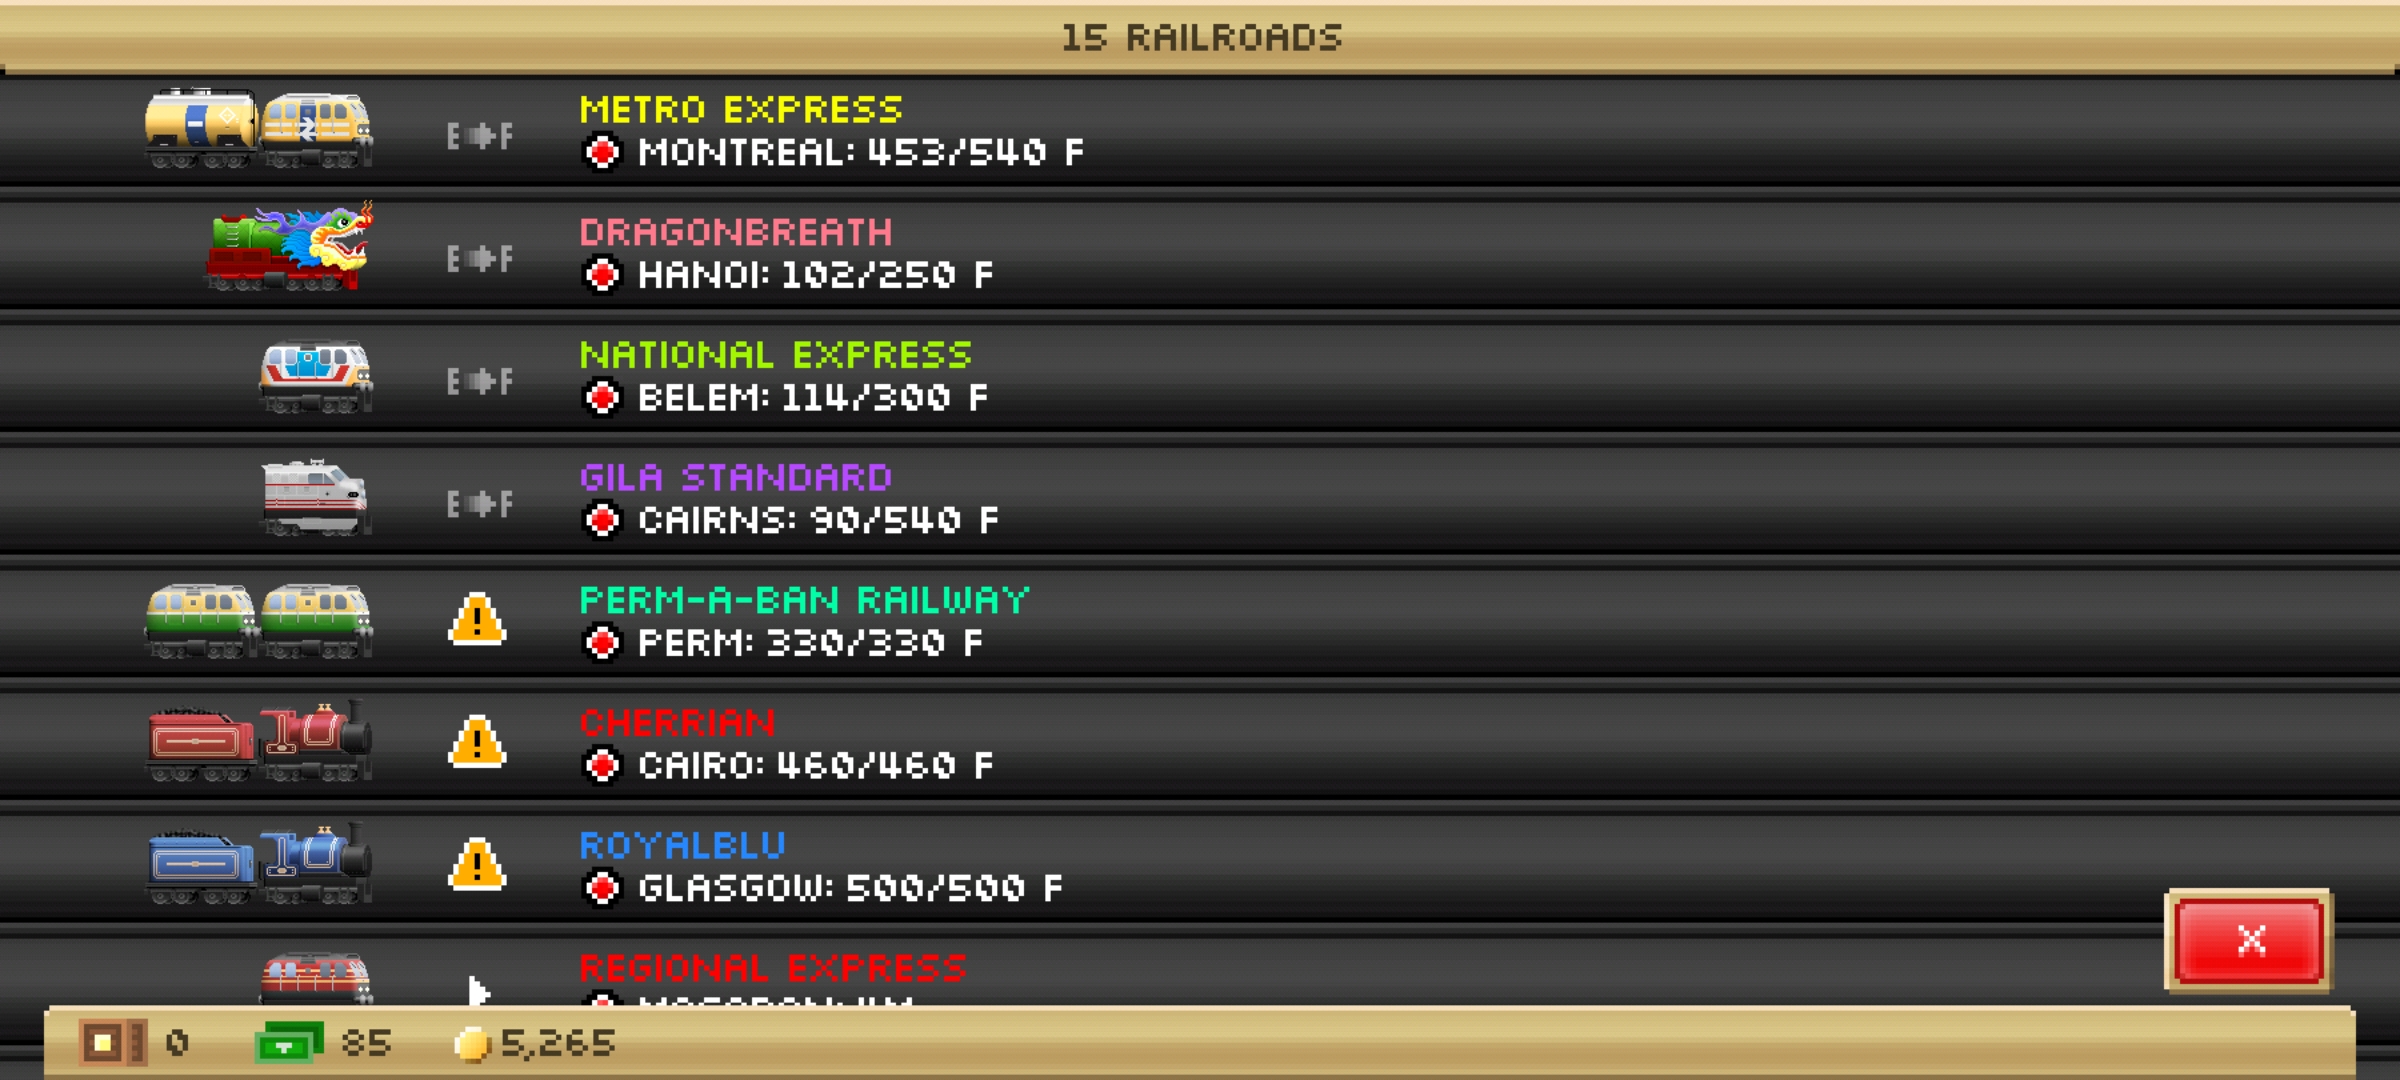 15 RAILROADS
E F
METRO EXPRESS
MONTREAL: 453/540 F
E F
DRAGONBREATH
HANOI: 102/250 F
E F
NATIONAL EXPRESS
BELEM: 114/300 F
E F
GILA STANDARD
CAIRNS: 90/540 F
PERM-A-BAN RAILWAY
PERM: 330/330 F
CHERRIAN
CAIRO: 460/460 F
ROYALBLU
GLASGOW: 500/500 F
REGIONAL EXPRESS
X
0 85 5,265